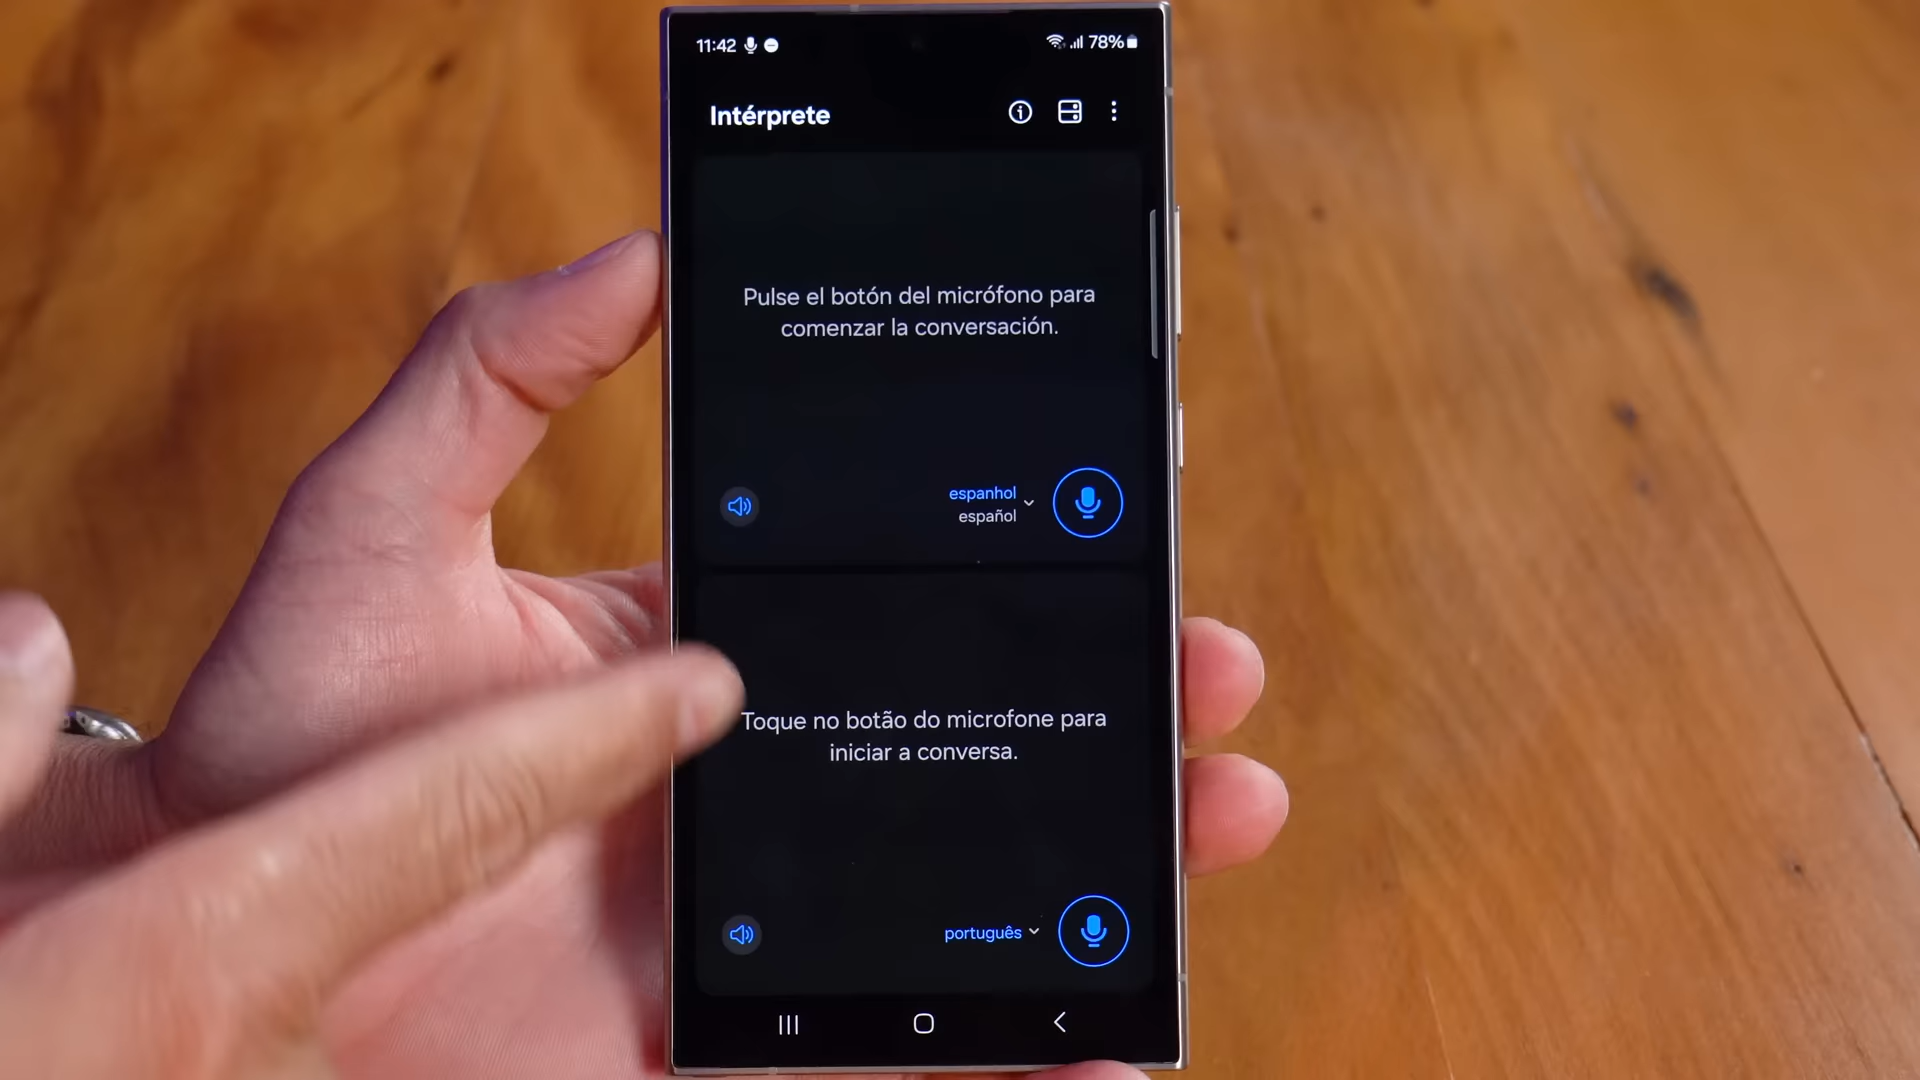 11:42
78%
Intérprete
Pulse el botón del micrófono para
comenzar la conversación.
espanhol
español
Toque no botão do microfone para
iniciar a conversa.
português